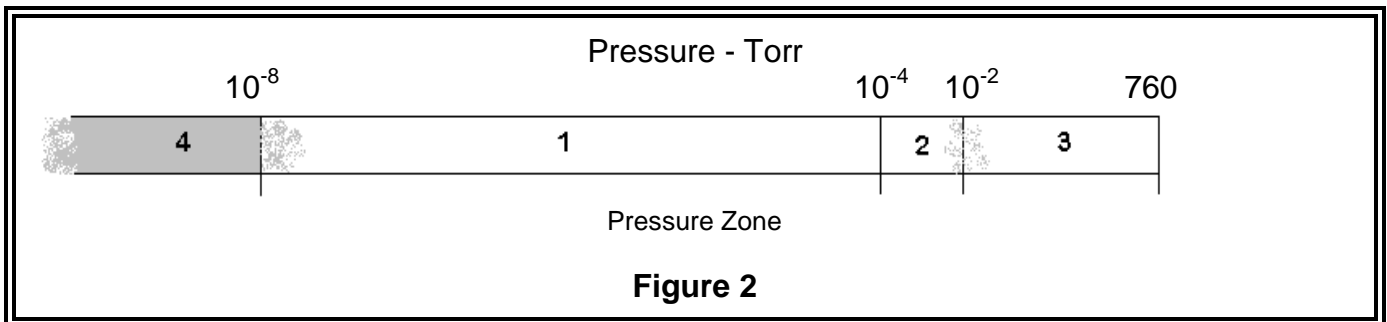 Pressure - Torr
10⁻⁸ 10⁻⁴ 10⁻² 760
4 1 2 3
Pressure Zone
Figure 2